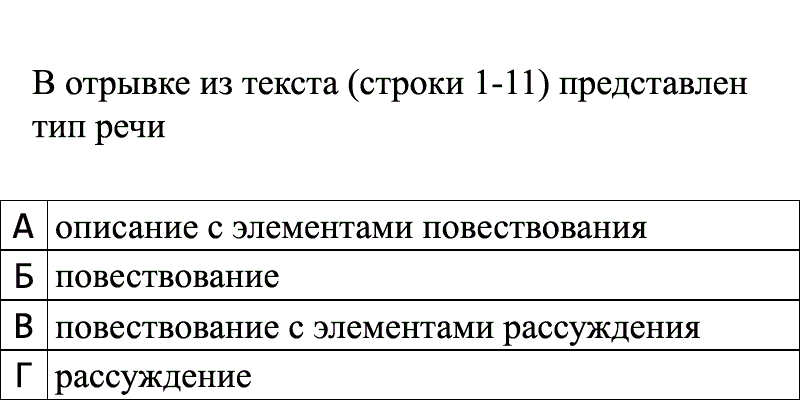 В отрывке из текста (строки 1-11) представлен
тип речи
А описание с элементами повествования
Б повествование
В повествование с элементами рассуждения
Г рассуждение